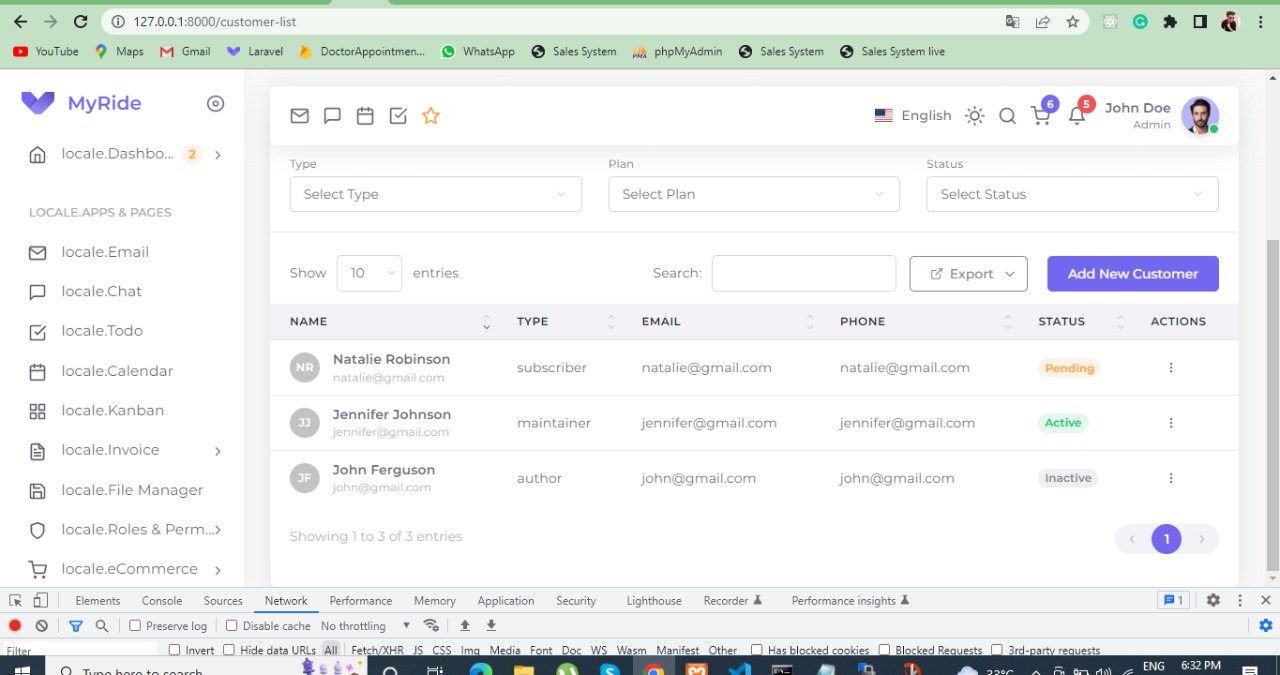 127.0.0.1:8000/customer-list
YouTube Maps Gmail Laravel DoctorAppointmen... WhatsApp Sales System phpMyAdmin Sales System Sales System live
MyRide
locale.Dashbo... 2
LOCALE.APPS & PAGES
locale.Email
locale.Chat
locale.Todo
locale.Calendar
locale.Kanban
locale.Invoice
locale.File Manager
locale.Roles & Perm...
locale.eCommerce
English 6 5 John Doe
Admin
Type Plan Status
Select Type Select Plan Select Status
Show 10 entries Search: Export Add New Customer
NAME TYPE EMAIL PHONE STATUS ACTIONS
NR Natalie Robinson subscriber natalie@gmail.com natalie@gmail.com Pending
natalie@gmail.com
JJ Jennifer Johnson maintainer jennifer@gmail.com jennifer@gmail.com Active
jennifer@gmail.com
JF John Ferguson author john@gmail.com john@gmail.com Inactive
john@gmail.com
Showing 1 to 3 of 3 entries 1
Elements Console Sources Network Performance Memory Application Security Lighthouse Recorder Performance insights 1
Preserve log Disable cache No throttling
Filter Invert Hide data URLs All Fetch/XHR JS CSS Img Media Font Doc WS Wasm Manifest Other Has blocked cookies Blocked Requests 3rd-party requests
Type here to search 33°C ENG 6:32 PM